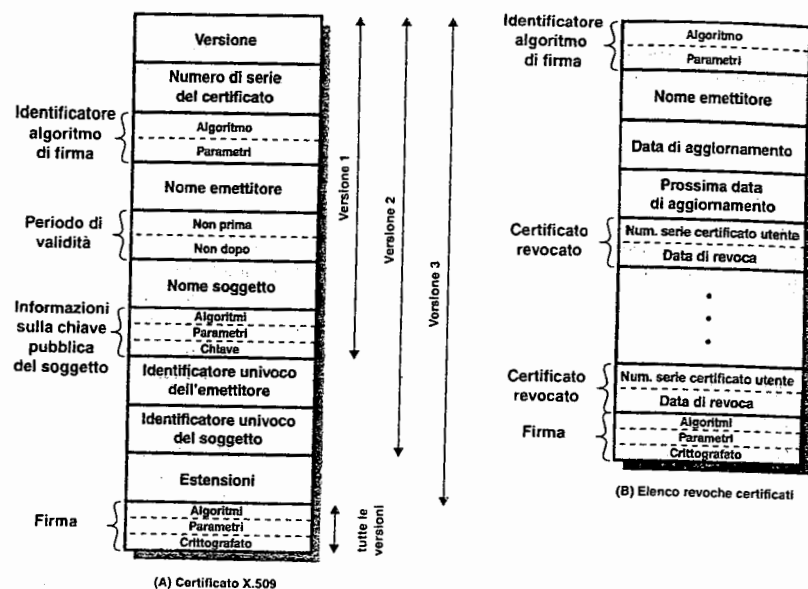 Versione
Numero di serie
del certificato
Identificatore
algoritmo
di firma
Algoritmo
Parametri
Nome emettitore
Periodo di
validità
Non prima
Non dopo
Nome soggetto
Informazioni
sulla chiave
pubblica
del soggetto
Algoritmi
Parametri
Chiave
Identificatore univoco
dell'emettitore
Identificatore univoco
del soggetto
Estensioni
Firma
Algoritmi
Parametri
Crittografato
Versione 1
Versione 2
Versione 3
tutte le
versioni
(A) Certificato X.509
Identificatore
algoritmo
di firma
Algoritmo
Parametri
Nome emettitore
Data di aggiornamento
Prossima data
di aggiornamento
Certificato
revocato
Num. serie certificato utente
Data di revoca
Certificato
revocato
Num. serie certificato utente
Data di revoca
Firma
Algoritmi
Parametri
Crittografato
(B) Elenco revoche certificati